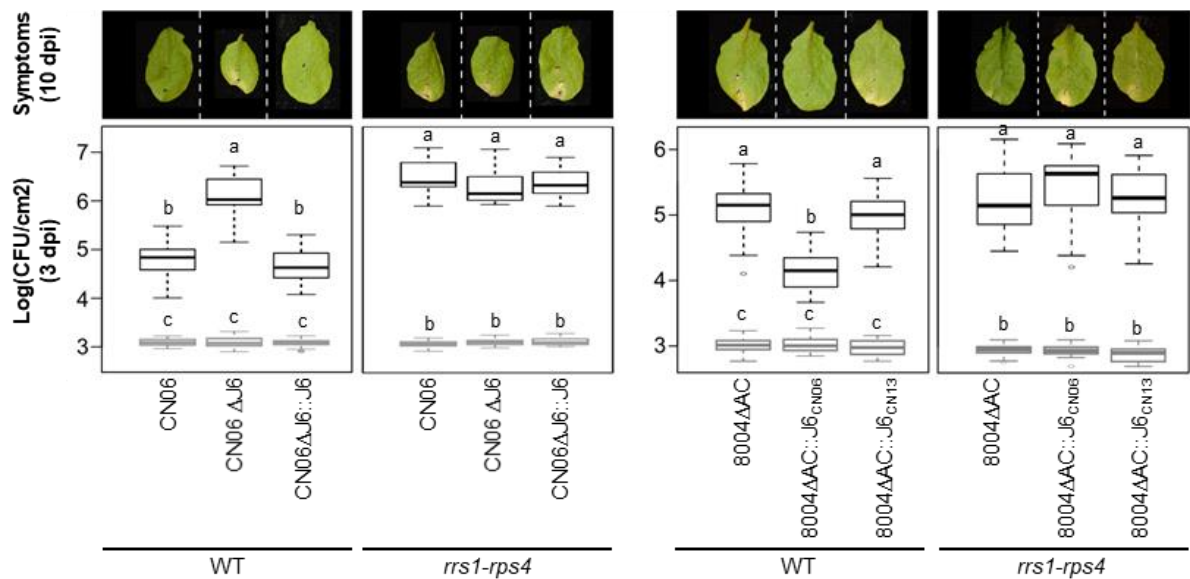 Symptoms
(10 dpi)
Log(CFU/cm2)
(3 dpi)
7
6
5
4
3
b
a
b
c
c
c
a
a
a
b
b
b
6
5
4
3
a
b
a
c
c
c
a
a
a
b
b
b
CN06
CN06 ΔJ6
CN06ΔJ6::J6
CN06
CN06 ΔJ6
CN06ΔJ6::J6
8004ΔAC
8004ΔAC::J6CN06
8004ΔAC::J6CN13
8004ΔAC
8004ΔAC::J6CN06
8004ΔAC::J6CN13
WT
rrs1-rps4
WT
rrs1-rps4